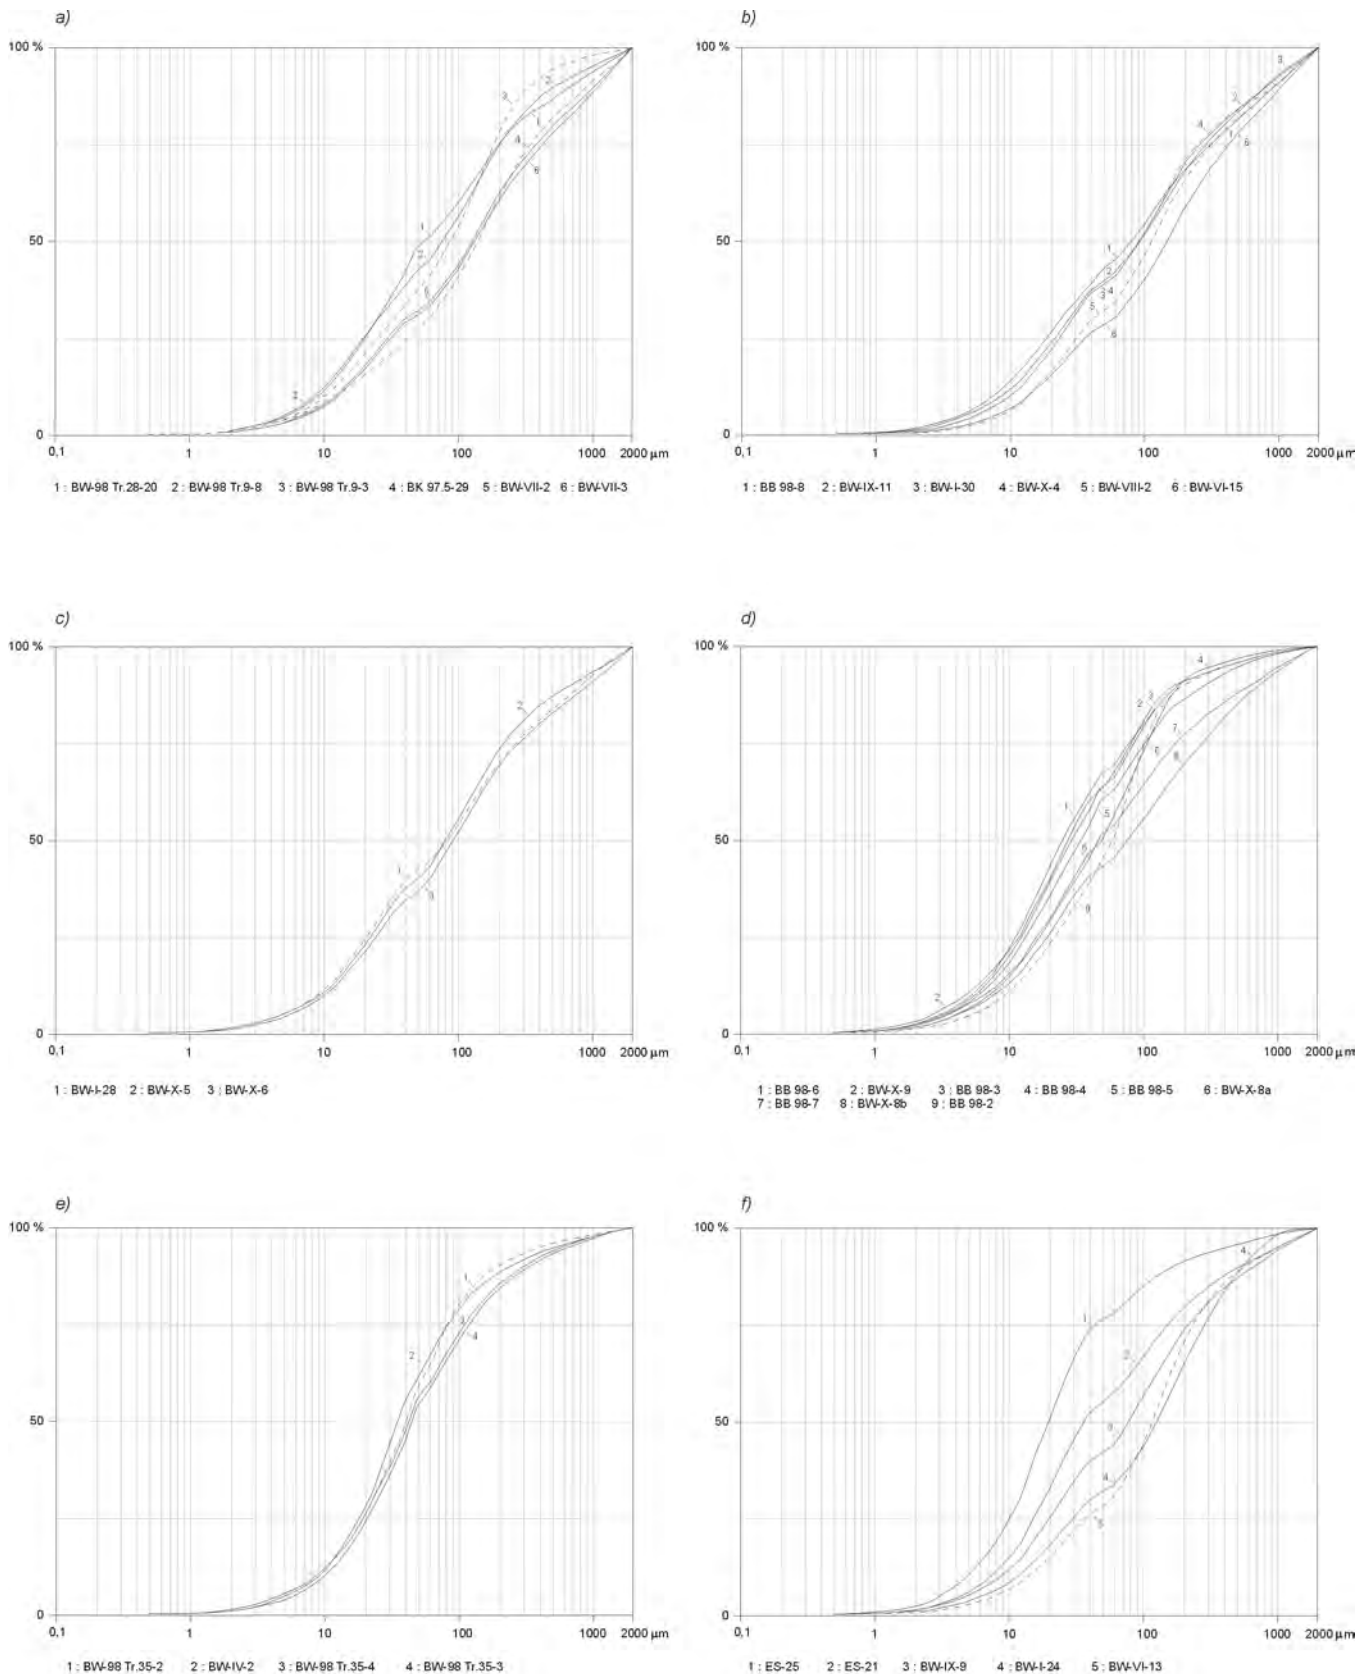 a)
100 %
50
0
0,1
1
10
100
1000
2000 µm
1 : BW-98 Tr.28-20 2 : BW-98 Tr.9-8 3 : BW-98 Tr.9-3 4 : BK 97.5-29 5 : BW-VII-2 6 : BW-VII-3
b)
100 %
50
0
0,1
1
10
100
1000
2000 µm
1 : BB 98-8 2 : BW-IX-11 3 : BW-I-30 4 : BW-X-4 5 : BW-VIII-2 6 : BW-VI-15
c)
100 %
50
0
0,1
1
10
100
1000
2000 µm
1 : BW-I-28 2 : BW-X-5 3 : BW-X-6
d)
100 %
50
0
0,1
1
10
100
1000
2000 µm
1 : BB 98-6 2 : BW-X-9 3 : BB 98-3 4 : BB 98-4 5 : BB 98-5 6 : BW-X-8a
7 : BB 98-7 8 : BW-X-8b 9 : BB 98-2
e)
100 %
50
0
0,1
1
10
100
1000
2000 µm
1 : BW-98 Tr.35-2 2 : BW-IV-2 3 : BW-98 Tr.35-4 4 : BW-98 Tr.35-3
f)
100 %
50
0
0,1
1
10
100
1000
2000 µm
1 : ES-25 2 : ES-21 3 : BW-IX-9 4 : BW-I-24 5 : BW-VI-13